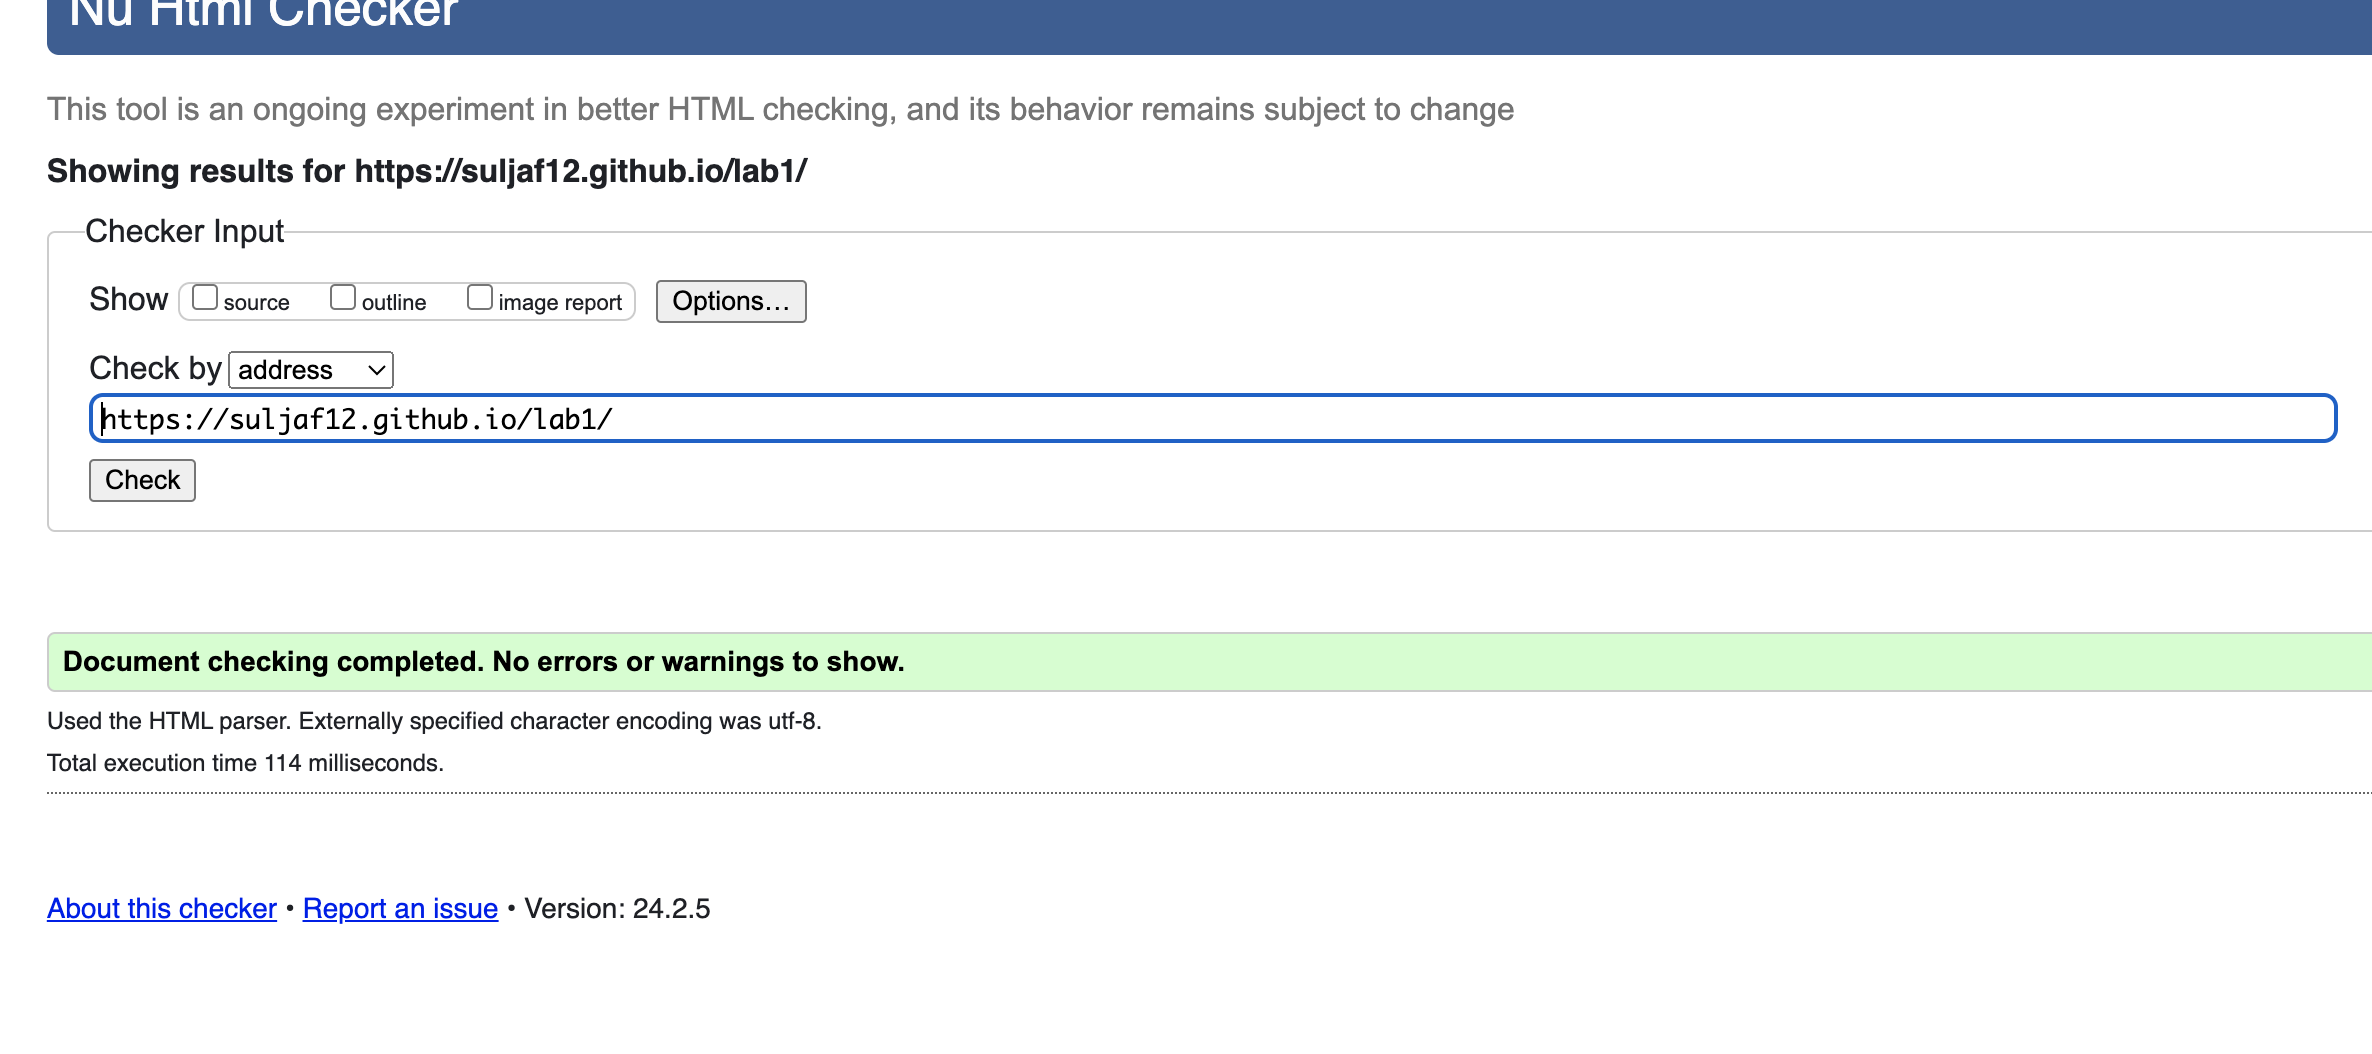 Nu Html Checker
This tool is an ongoing experiment in better HTML checking, and its behavior remains subject to change
Showing results for https://suljaf12.github.io/lab1/
Checker Input
Show source outline image report Options...
Check by address
https://suljaf12.github.io/lab1/
Check
Document checking completed. No errors or warnings to show.
Used the HTML parser. Externally specified character encoding was utf-8.
Total execution time 114 milliseconds.
About this checker • Report an issue • Version: 24.2.5